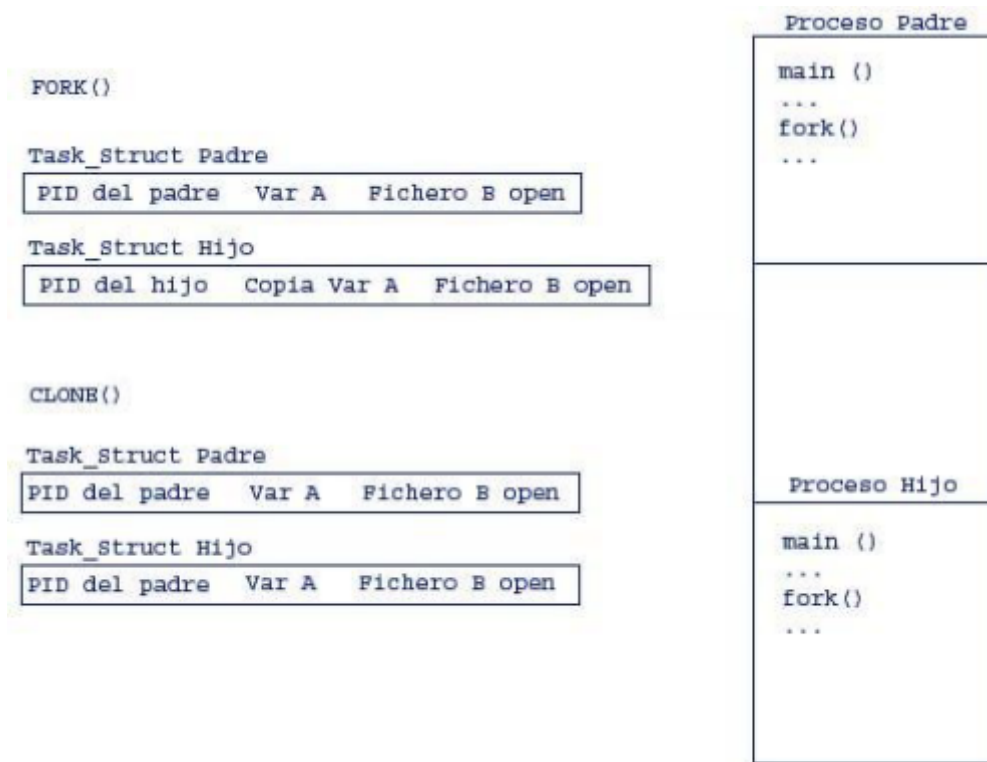 FORK()
Task_Struct Padre
PID del padre Var A Fichero B open
Task_Struct Hijo
PID del hijo Copia Var A Fichero B open
CLONE()
Task_Struct Padre
PID del padre Var A Fichero B open
Task_Struct Hijo
PID del padre Var A Fichero B open
Proceso Padre
main ()
...
fork()
...
Proceso Hijo
main ()
...
fork()
...